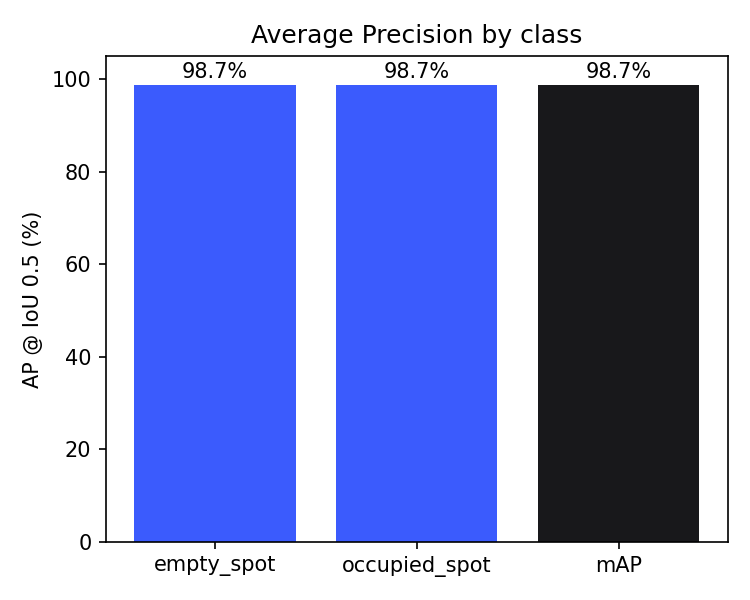 Average Precision by class
98.7% 98.7% 98.7%
100
80
60
40
20
0
AP @ IoU 0.5 (%)
empty_spot occupied_spot mAP